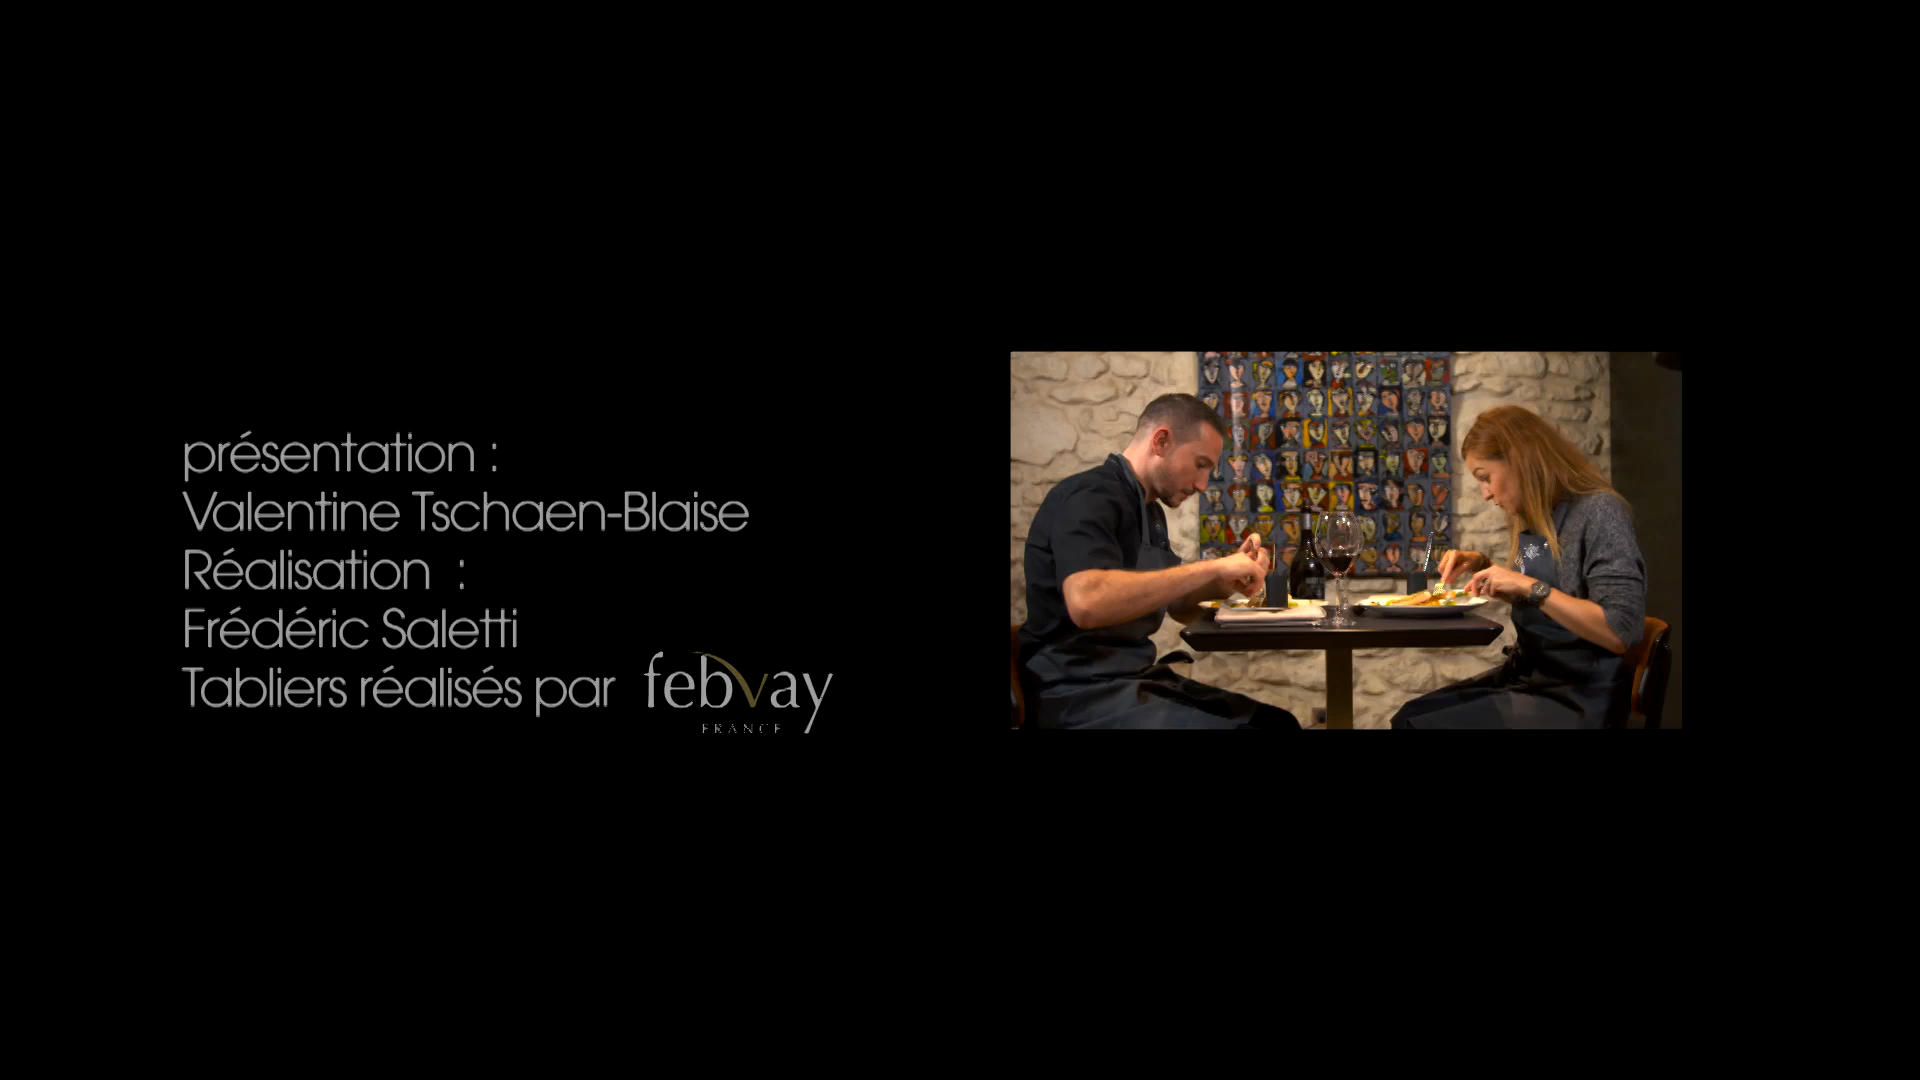 présentation :
Valentine Tschaen-Blaise
Réalisation :
Frédéric Saletti
Tabliers réalisés par febvay
FRANCE